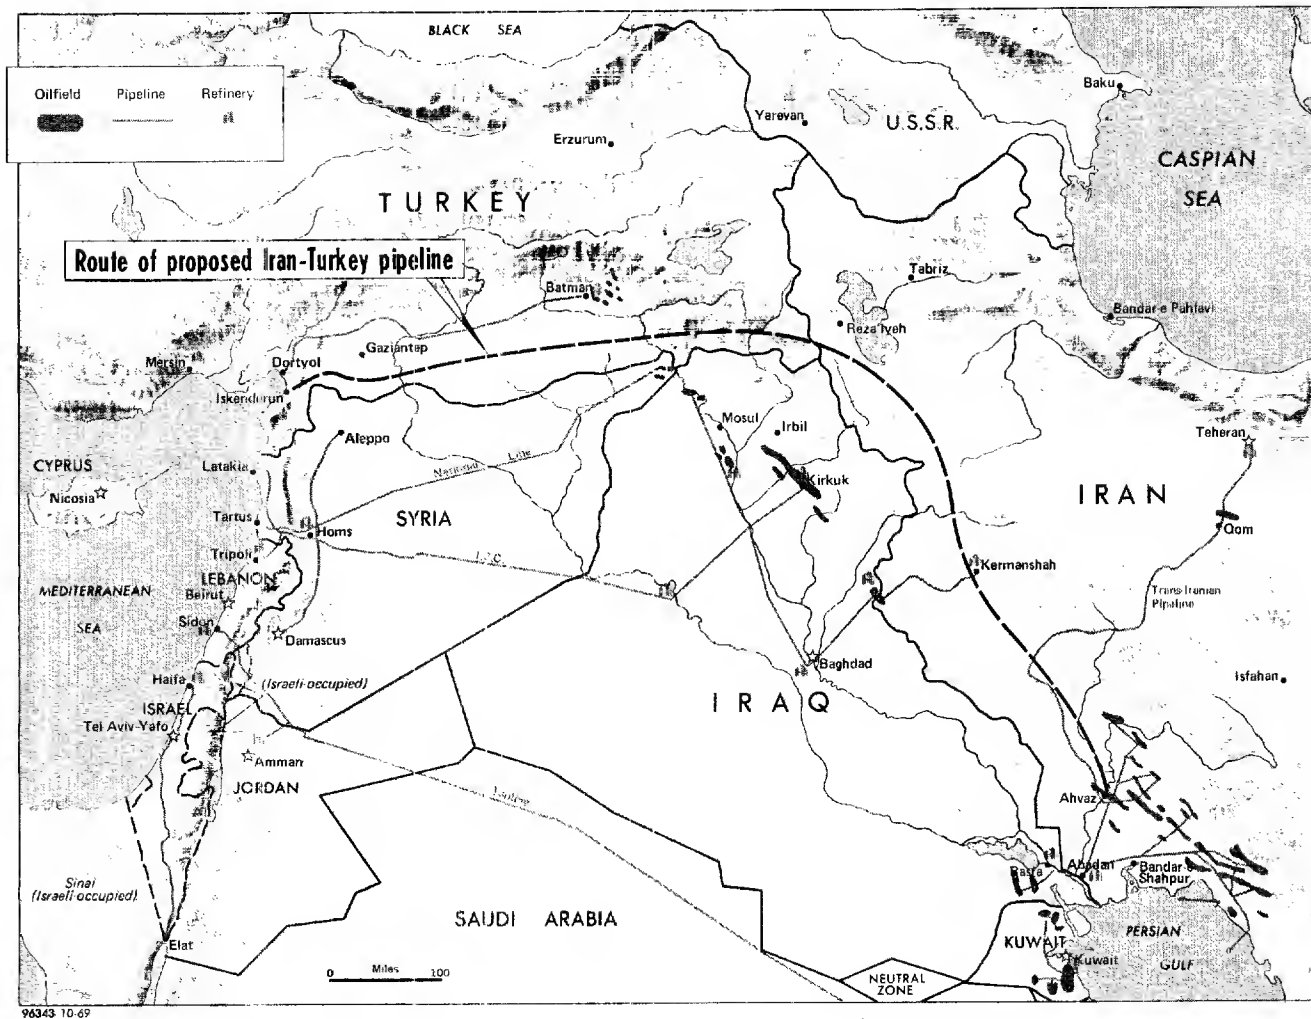 BLACK SEA
Oilfield Pipeline Refinery
Baku
Yarevan
U.S.S.R.
Erzurum
CASPIAN
SEA
TURKEY
Route of proposed Iran-Turkey pipeline
Tabriz
Batman
Bandar-e Pahlavi
Reza'iyeh
Gaziantep
Mersin
Dortyol
Iskenderun
Mosul
Irbil
Teheran
Aleppo
CYPRUS
Latakia
National Line
Kirkuk
IRAN
Nicosia
Tartus
SYRIA
Homs
Qom
Tripoli
I.P.C.
Kermanshah
LEBANON
MEDITERRANEAN
SEA
Beirut
Trans-Iranian
Pipeline
Sidon
Damascus
Baghdad
Haifa
(Israeli-occupied)
Isfahan
ISRAEL
IRAQ
Tel Aviv-Yafo
Amman
JORDAN
Tapline
Ahvaz
Basra
Abadan
Bandar-e
Shahpur
Sinai
(Israeli-occupied)
SAUDI ARABIA
PERSIAN
GULF
Elat
KUWAIT
Kuwait
0 Miles 100
NEUTRAL
ZONE
96343 10-69